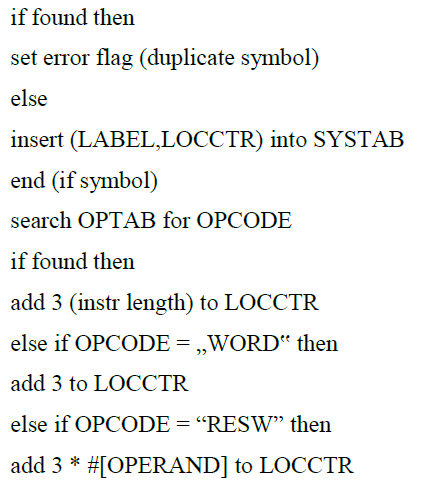 if found then
set error flag (duplicate symbol)
else
insert (LABEL,LOCCTR) into SYSTAB
end (if symbol)
search OPTAB for OPCODE
if found then
add 3 (instr length) to LOCCTR
else if OPCODE = „WORD‟ then
add 3 to LOCCTR
else if OPCODE = “RESW” then
add 3 * #[OPERAND] to LOCCTR